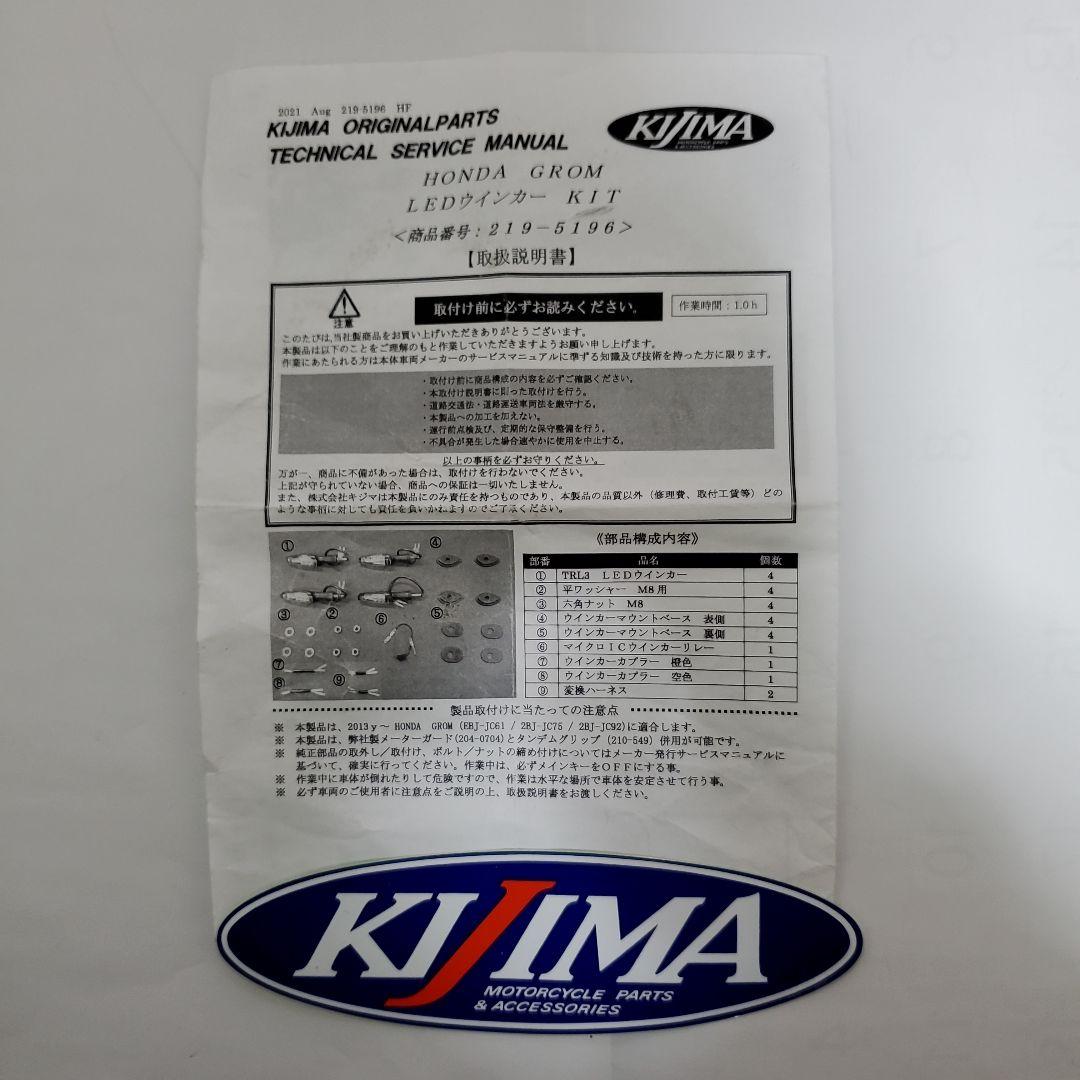 2021 Aug 219-5196 HF
KIJIMA ORIGINALPARTS
TECHNICAL SERVICE MANUAL
KIJIMA
MOTORCYCLE PARTS
& ACCESSORIES
HONDA GROM
LEDウインカー KIT
<商品番号:219-5196>
【取扱説明書】
注意
取付け前に必ずお読みください。
作業時間:1.0h
このたびは,当社製商品をお買い上げいただきありがとうございます。
本製品は以下のことをご理解のもと作業していただきますようお願い申し上げます。
作業にあたられる方は本体車両メーカーのサービスマニュアルに準ずる知識及び技術を持った方に限ります。
・取付け前に商品構成の内容を必ずご確認ください。
・本取付け説明書に則った取付けを行う。
・道路交通法・道路運送車両法を厳守する。
・本製品への加工を加えない。
・運行前点検及び、定期的な保守整備を行う。
・不具合が発生した場合速やかに使用を中止する。
以上の事柄を必ずお守りください。
万が一、商品に不備があった場合は、取付けを行わないでください。
上記が守られていない場合、商品への保証は一切いたしません。
また、株式会社キジマは本製品にのみ責任を持つものであり、本製品の品質以外（修理費、取付工賃等）どの
ような事柄に対しても責任を負いかねますのでご了承ください。
① ④
③ ② ⑥ ⑤
⑦
⑧ ⑨
《部品構成内容》
部番 品名 個数
① TRL3 LEDウインカー 4
② 平ワッシャー M8用 4
③ 六角ナット M8 4
④ ウインカーマウントベース 表側 4
⑤ ウインカーマウントベース 裏側 4
⑥ マイクロICウインカーリレー 1
⑦ ウインカーカプラー 橙色 1
⑧ ウインカーカプラー 空色 1
⑨ 変換ハーネス 2
製品取付けに当たっての注意点
※ 本製品は、2013y～ HONDA GROM (EBJ-JC61 / 2BJ-JC75 / 2BJ-JC92)に適合します。
※ 本製品は、弊社製メーターガード(204-0704)とタンデムグリップ(210-549)併用が可能です。
※ 純正部品の取外し/取付け、ボルト/ナットの締め付けについてはメーカー発行サービスマニュアルに
基づいて、確実に行ってください。作業中は、必ずメインキーをOFFにする事。
※ 作業中に車体が倒れたりして危険ですので、作業は水平な場所で車体を安定させて行う事。
※ 必ず車両のご使用者に注意点をご説明の上、取扱説明書をお渡しください。
KIJIMA
MOTORCYCLE PARTS
& ACCESSORIES